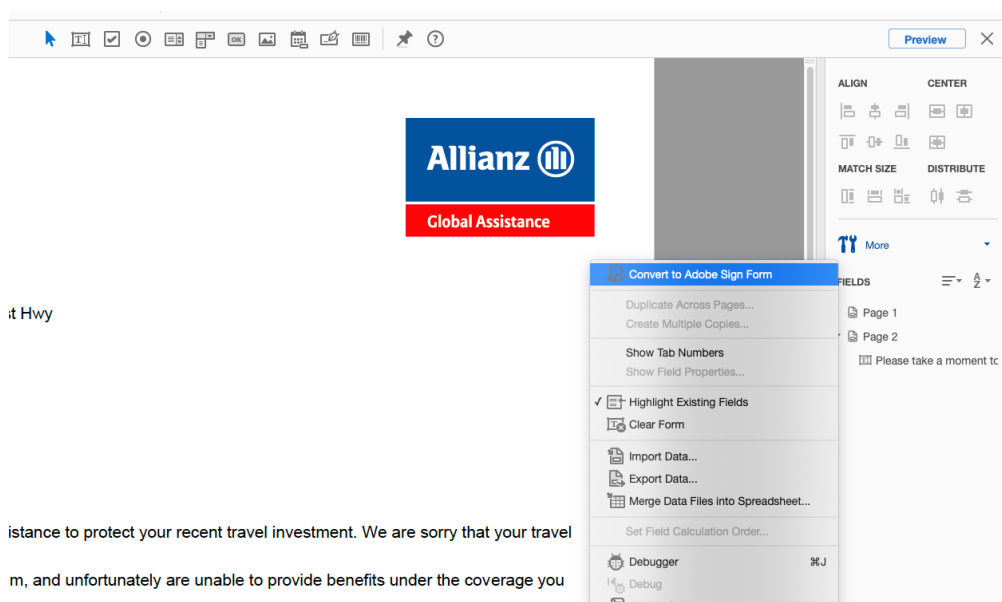 OK
Preview
ALIGN CENTER
MATCH SIZE DISTRIBUTE
More
FIELDS
Page 1
Page 2
Please take a moment to
Allianz
Global Assistance
st Hwy
istance to protect your recent travel investment. We are sorry that your travel
m, and unfortunately are unable to provide benefits under the coverage you
Convert to Adobe Sign Form
Duplicate Across Pages...
Create Multiple Copies...
Show Tab Numbers
Show Field Properties...
Highlight Existing Fields
Clear Form
Import Data...
Export Data...
Merge Data Files into Spreadsheet...
Set Field Calculation Order...
Debugger ⌘J
Debug